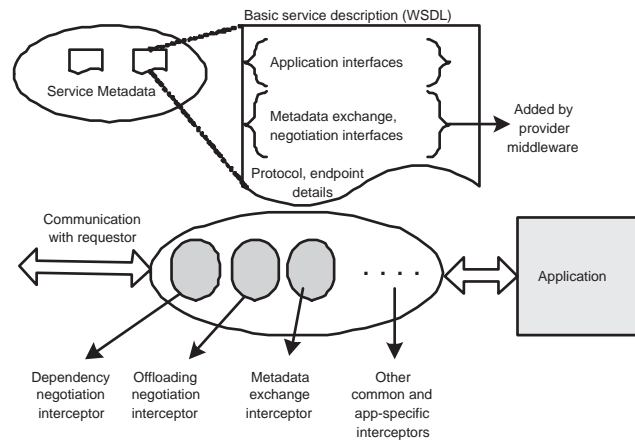 Basic service description (WSDL)
Service Metadata
Application interfaces
Metadata exchange,
negotiation interfaces
Added by
provider
middleware
Protocol, endpoint
details
Communication
with requestor
. . . .
Application
Dependency
negotiation
interceptor
Offloading
negotiation
interceptor
Metadata
exchange
interceptor
Other
common and
app-specific
interceptors